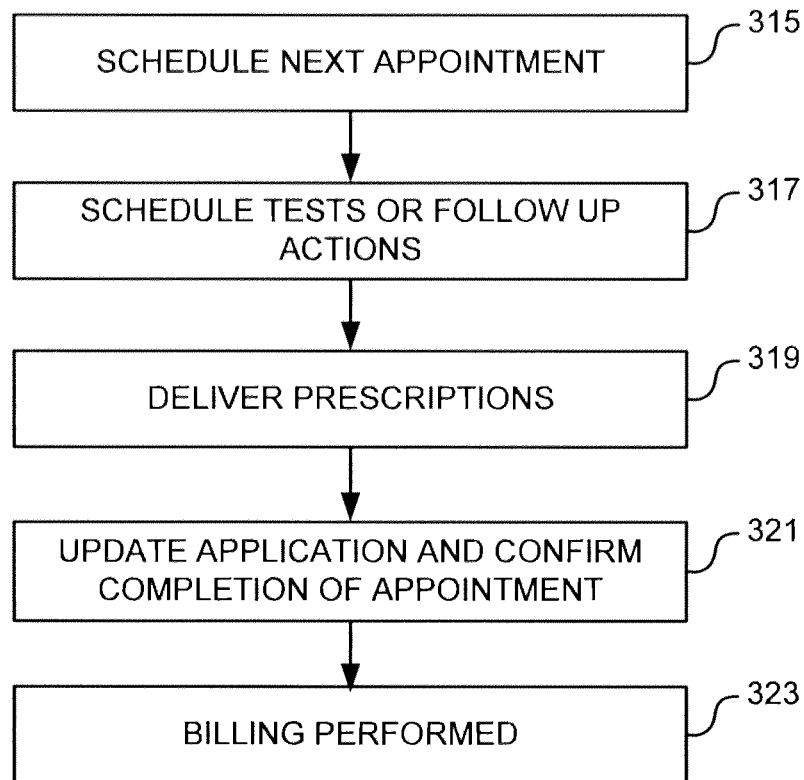 315
SCHEDULE NEXT APPOINTMENT
317
SCHEDULE TESTS OR FOLLOW UP
ACTIONS
319
DELIVER PRESCRIPTIONS
321
UPDATE APPLICATION AND CONFIRM
COMPLETION OF APPOINTMENT
323
BILLING PERFORMED